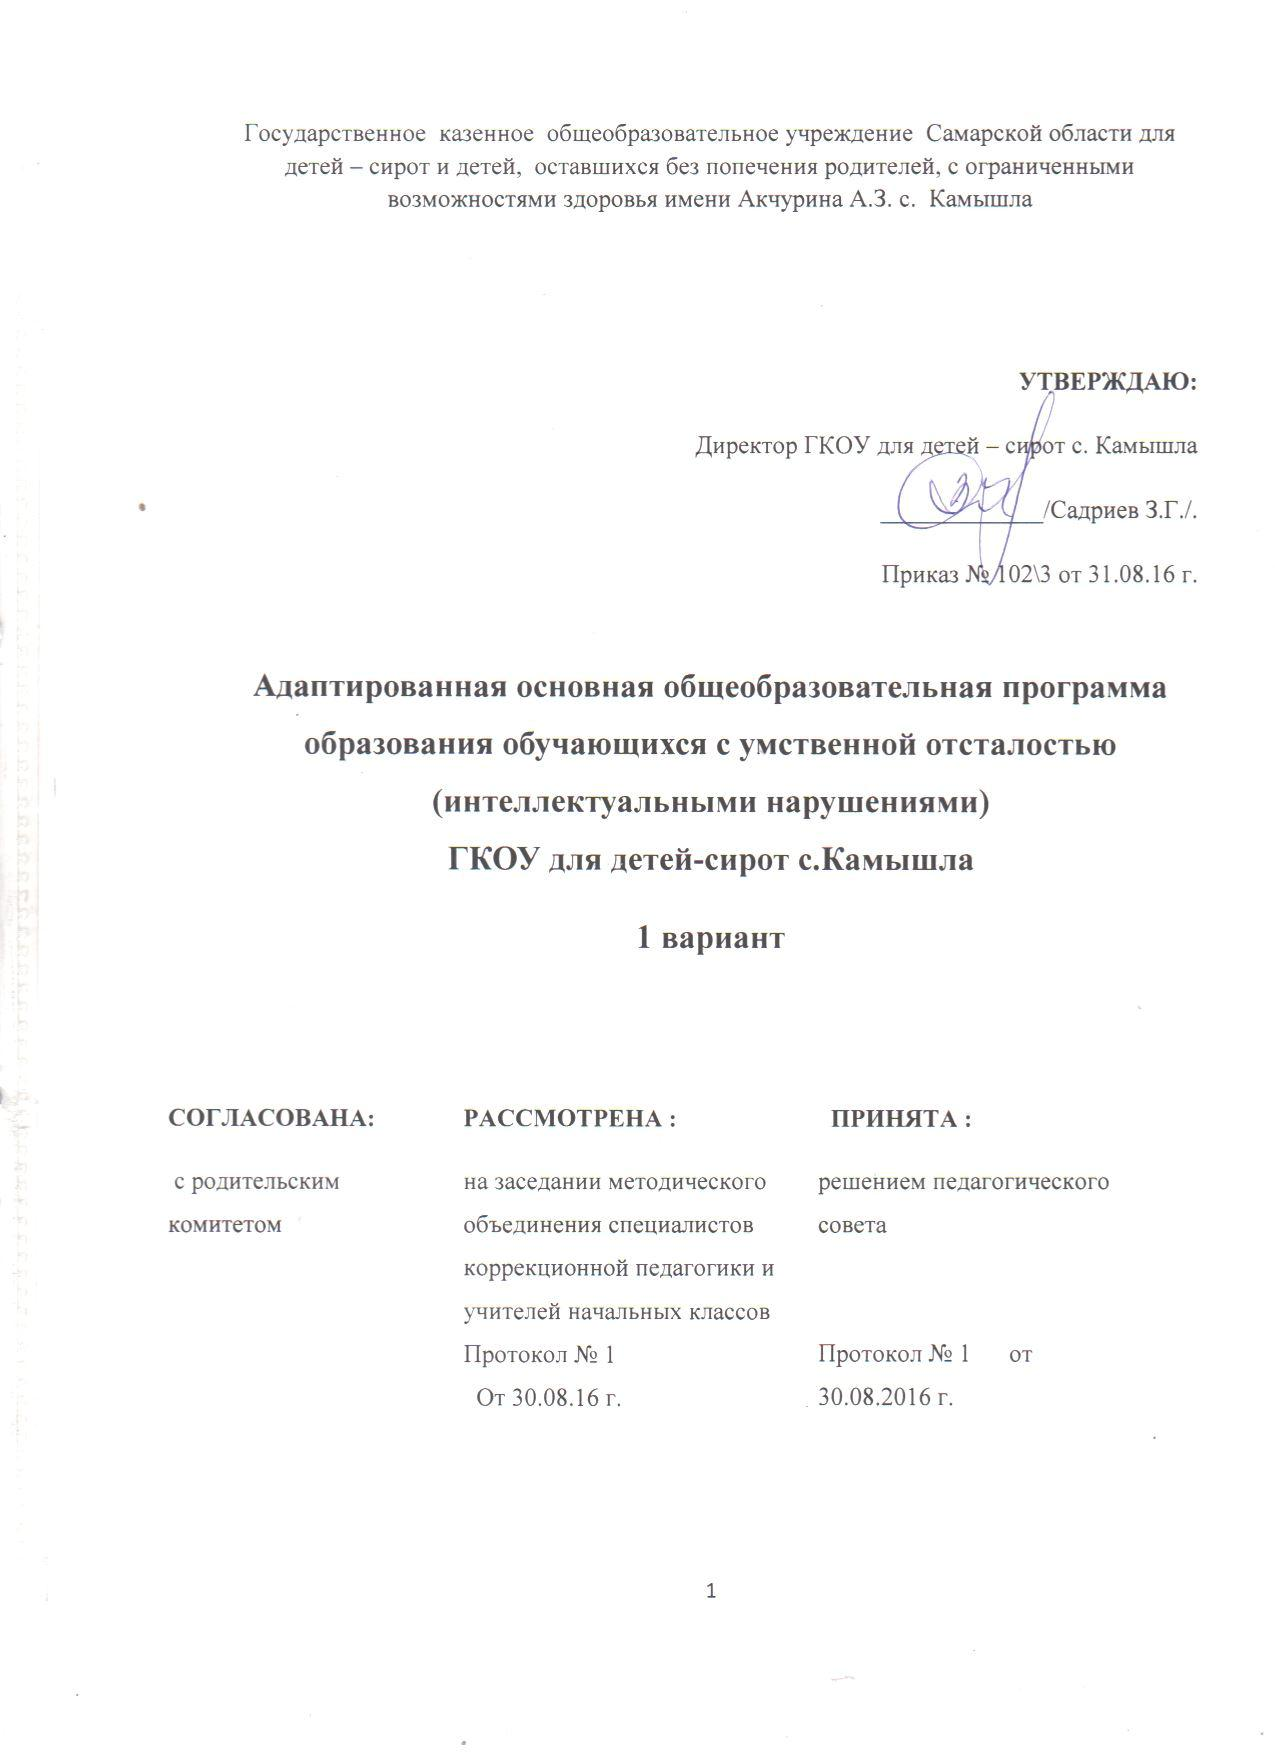 Государственное казенное общеобразовательное учреждение Самарской области для
детей – сирот и детей, оставшихся без попечения родителей, с ограниченными
возможностями здоровья имени Акчурина А.З. с. Камышла
УТВЕРЖДАЮ:
Директор ГКОУ для детей – сирот с. Камышла
_____________/Садриев З.Г./.
Приказ № 102\3 от 31.08.16 г.
Адаптированная основная общеобразовательная программа
образования обучающихся с умственной отсталостью
(интеллектуальными нарушениями)
ГКОУ для детей-сирот с.Камышла
1 вариант
СОГЛАСОВАНА:
с родительским
комитетом
РАССМОТРЕНА :
на заседании методического
объединения специалистов
коррекционной педагогики и
учителей начальных классов
Протокол № 1
От 30.08.16 г.
ПРИНЯТА :
решением педагогического
совета
Протокол № 1 от
30.08.2016 г.
1